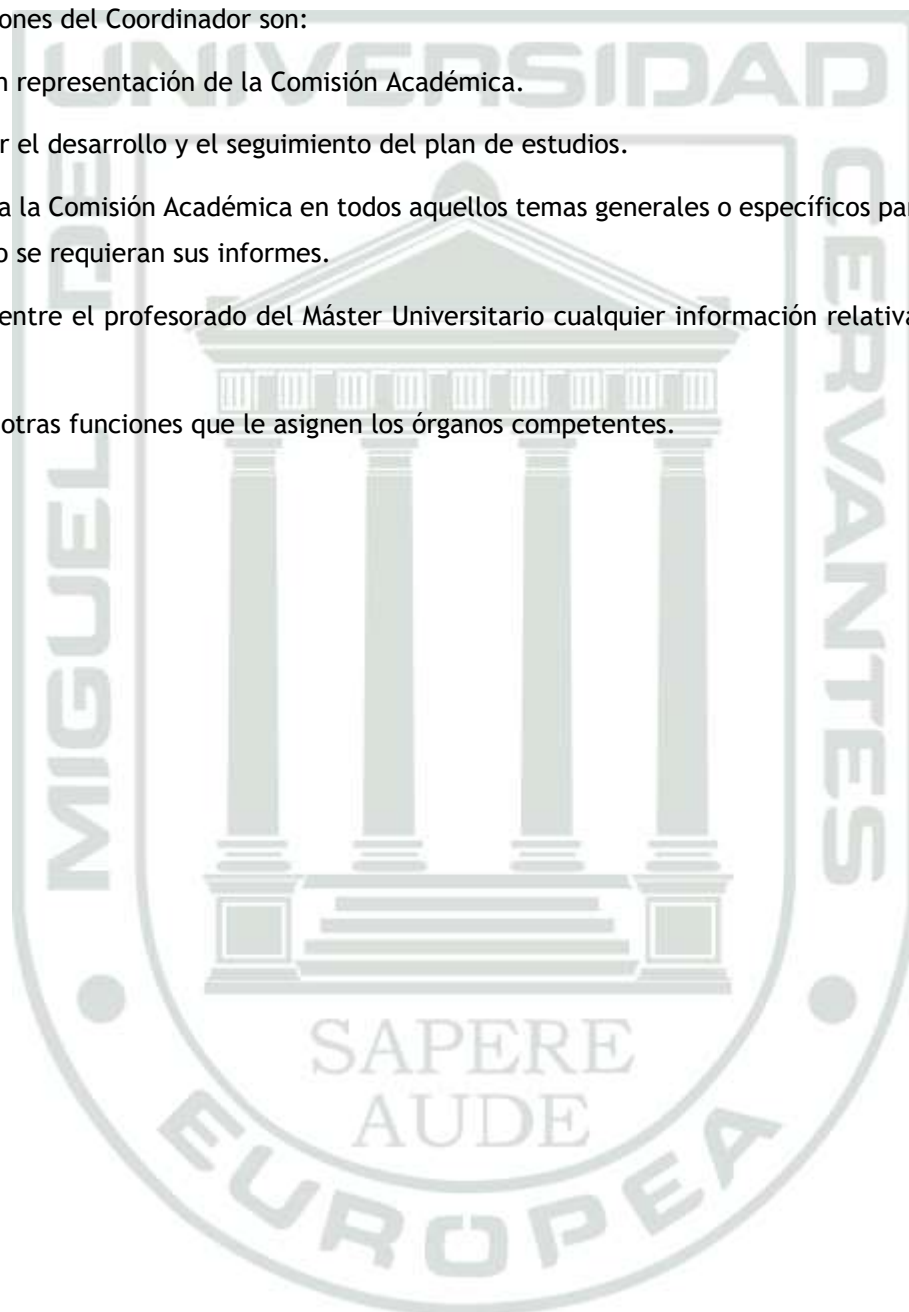 ones del Coordinador son:
n representación de la Comisión Académica.
r el desarrollo y el seguimiento del plan de estudios.
a la Comisión Académica en todos aquellos temas generales o específicos par
o se requieran sus informes.
entre el profesorado del Máster Universitario cualquier información relativa
otras funciones que le asignen los órganos competentes.
UNIVERSIDAD
MIGUEL DE
CERVANTES
SAPERE
AUDE
EUROPEA